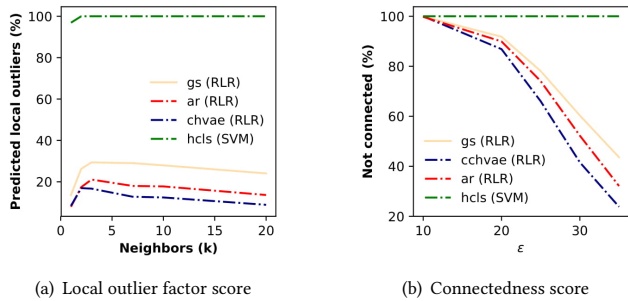 Predicted local outliers (%)
100
80
60
40
20
gs (RLR)
ar (RLR)
chvae (RLR)
hcls (SVM)
0
5
10
15
20
Neighbors (k)
(a) Local outlier factor score
Not connected (%)
100
80
60
40
20
gs (RLR)
cchvae (RLR)
ar (RLR)
hcls (SVM)
10
20
30
ε
(b) Connectedness score